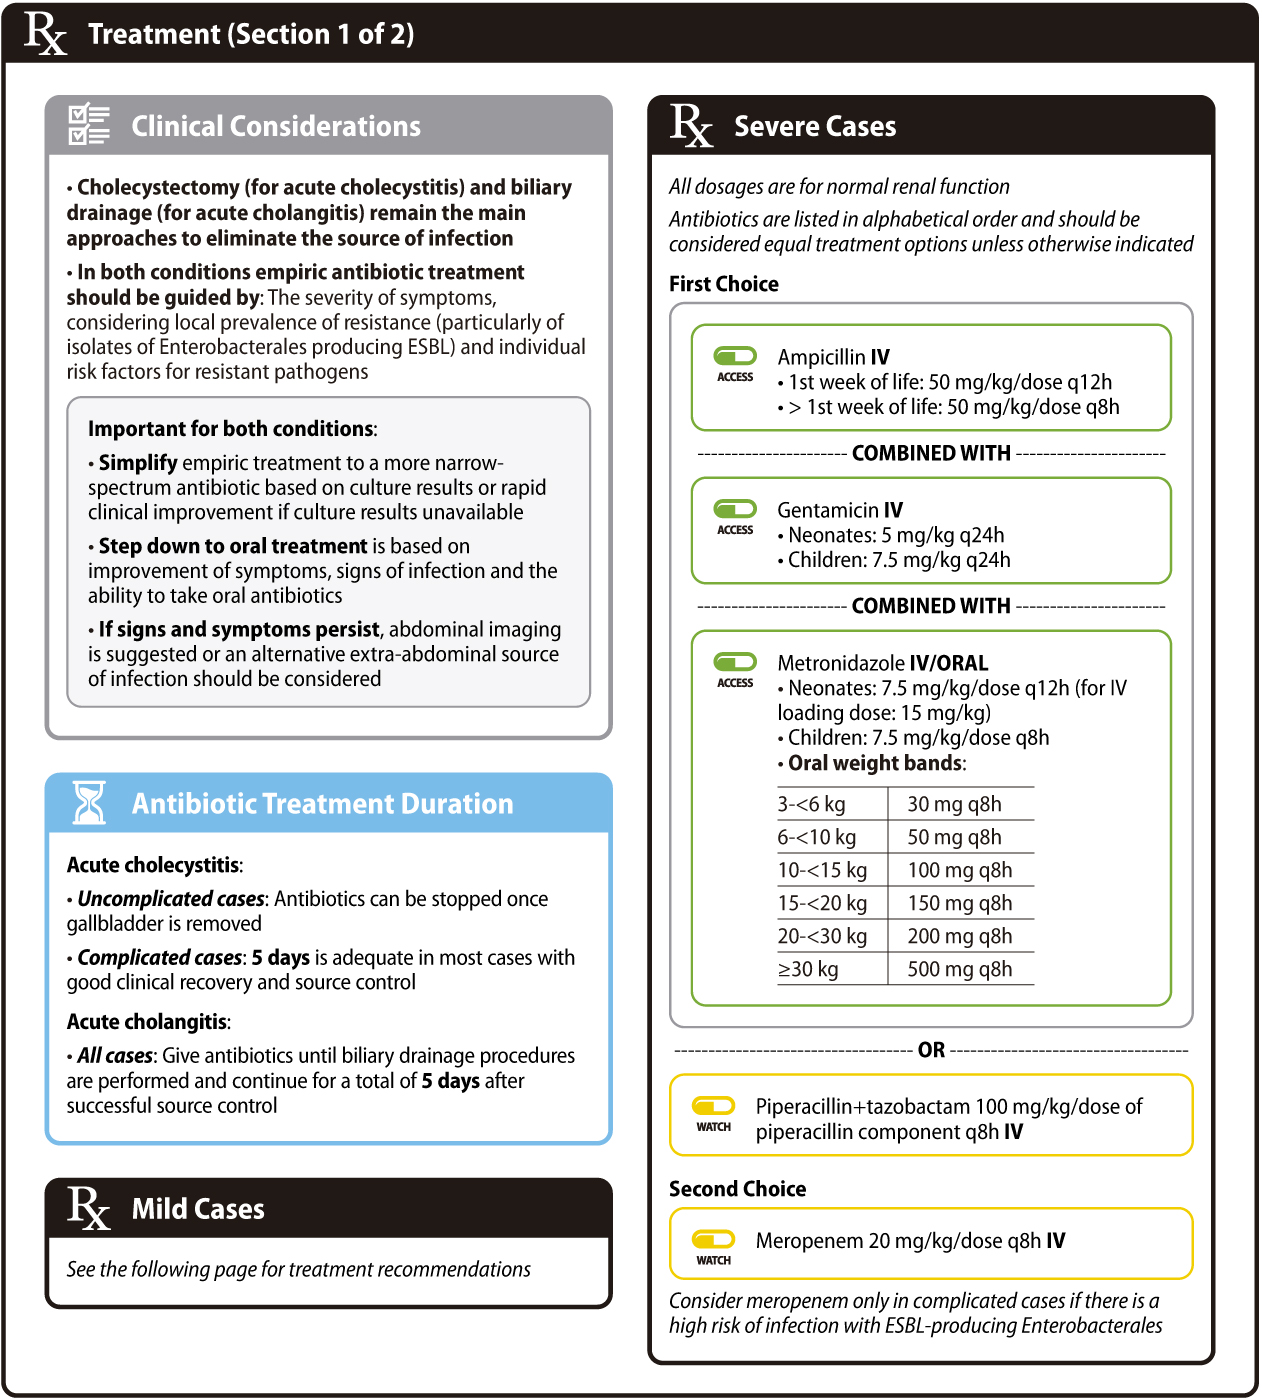 Rx Treatment (Section 1 of 2)
Clinical Considerations
• Cholecystectomy (for acute cholecystitis) and biliary
drainage (for acute cholangitis) remain the main
approaches to eliminate the source of infection
• In both conditions empiric antibiotic treatment
should be guided by: The severity of symptoms,
considering local prevalence of resistance (particularly of
isolates of Enterobacterales producing ESBL) and individual
risk factors for resistant pathogens
Important for both conditions:
• Simplify empiric treatment to a more narrow-
spectrum antibiotic based on culture results or rapid
clinical improvement if culture results unavailable
• Step down to oral treatment is based on
improvement of symptoms, signs of infection and the
ability to take oral antibiotics
• If signs and symptoms persist, abdominal imaging
is suggested or an alternative extra-abdominal source
of infection should be considered
Antibiotic Treatment Duration
Acute cholecystitis:
• Uncomplicated cases: Antibiotics can be stopped once
gallbladder is removed
• Complicated cases: 5 days is adequate in most cases with
good clinical recovery and source control
Acute cholangitis:
• All cases: Give antibiotics until biliary drainage procedures
are performed and continue for a total of 5 days after
successful source control
Rx Mild Cases
See the following page for treatment recommendations
Rx Severe Cases
All dosages are for normal renal function
Antibiotics are listed in alphabetical order and should be
considered equal treatment options unless otherwise indicated
First Choice
ACCESS
Ampicillin IV
• 1st week of life: 50 mg/kg/dose q12h
• > 1st week of life: 50 mg/kg/dose q8h
COMBINED WITH
ACCESS
Gentamicin IV
• Neonates: 5 mg/kg q24h
• Children: 7.5 mg/kg q24h
COMBINED WITH
ACCESS
Metronidazole IV/ORAL
• Neonates: 7.5 mg/kg/dose q12h (for IV
loading dose: 15 mg/kg)
• Children: 7.5 mg/kg/dose q8h
• Oral weight bands:
3-<6 kg 30 mg q8h
6-<10 kg 50 mg q8h
10-<15 kg 100 mg q8h
15-<20 kg 150 mg q8h
20-<30 kg 200 mg q8h
≥30 kg 500 mg q8h
OR
WATCH
Piperacillin+tazobactam 100 mg/kg/dose of
piperacillin component q8h IV
Second Choice
WATCH
Meropenem 20 mg/kg/dose q8h IV
Consider meropenem only in complicated cases if there is a
high risk of infection with ESBL-producing Enterobacterales